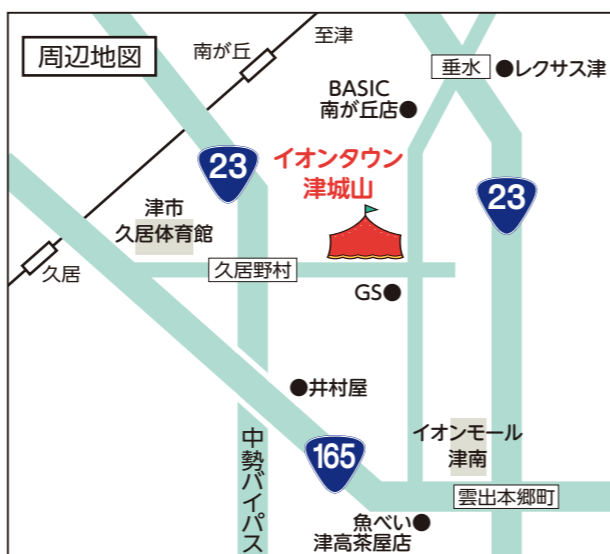 周辺地図
南が丘
至津
垂水
レクサス津
BASIC
南が丘店
23
イオンタウン
津城山
23
津市
久居体育館
久居
久居野村
GS
井村屋
イオンモール
津南
165
中勢バイパス
雲出本郷町
魚べい
津高茶屋店